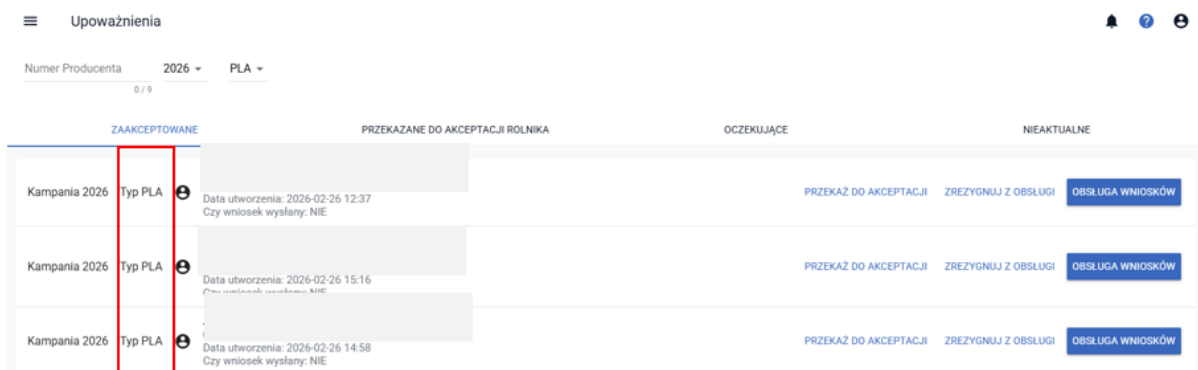 Upoważnienia
Numer Producenta 2026 PLA
0 / 9
ZAAKCEPTOWANE PRZEKAZANE DO AKCEPTACJI ROLNIKA OCZEKUJĄCE NIEAKTUALNE
Kampania 2026 Typ PLA PRZEKAŻ DO AKCEPTACJI ZREZYGNUJ Z OBSŁUGI OBSŁUGA WNIOSKÓW
Data utworzenia: 2026-02-26 12:37
Czy wniosek wysłany: NIE
Kampania 2026 Typ PLA PRZEKAŻ DO AKCEPTACJI ZREZYGNUJ Z OBSŁUGI OBSŁUGA WNIOSKÓW
Data utworzenia: 2026-02-26 15:16
Czy wniosek wysłany: NIE
Kampania 2026 Typ PLA PRZEKAŻ DO AKCEPTACJI ZREZYGNUJ Z OBSŁUGI OBSŁUGA WNIOSKÓW
Data utworzenia: 2026-02-26 14:58
Czy wniosek wysłany: NIE